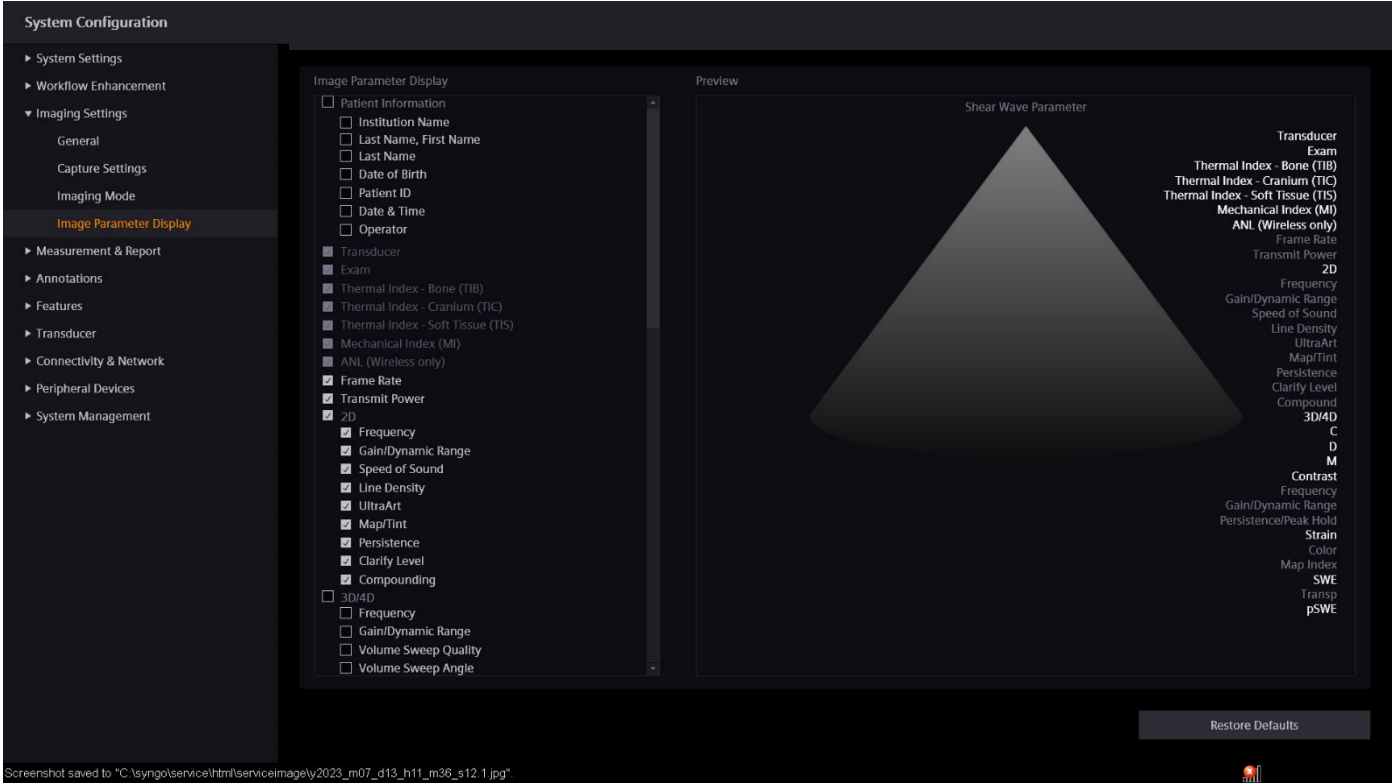 System Configuration
System Settings
Workflow Enhancement
Imaging Settings
General
Capture Settings
Imaging Mode
Image Parameter Display
Measurement & Report
Annotations
Features
Transducer
Connectivity & Network
Peripheral Devices
System Management
Image Parameter Display
Patient Information
Institution Name
Last Name, First Name
Last Name
Date of Birth
Patient ID
Date & Time
Operator
Transducer
Exam
Thermal Index - Bone (TIB)
Thermal Index - Cranium (TIC)
Thermal Index - Soft Tissue (TIS)
Mechanical Index (MI)
ANL (Wireless only)
Frame Rate
Transmit Power
2D
Frequency
Gain/Dynamic Range
Speed of Sound
Line Density
UltraArt
Map/Tint
Persistence
Clarify Level
Compounding
3D/4D
Frequency
Gain/Dynamic Range
Volume Sweep Quality
Volume Sweep Angle
Preview
Shear Wave Parameter
Transducer
Exam
Thermal Index - Bone (TIB)
Thermal Index - Cranium (TIC)
Thermal Index - Soft Tissue (TIS)
Mechanical Index (MI)
ANL (Wireless only)
Frame Rate
Transmit Power
2D
Frequency
Gain/Dynamic Range
Speed of Sound
Line Density
UltraArt
Map/Tint
Persistence
Clarify Level
Compound
3D/4D
C
D
M
Contrast
Frequency
Gain/Dynamic Range
Persistence/Peak Hold
Strain
Color
Map Index
SWE
Transp
pSWE
Restore Defaults
Screenshot saved to "C:\syngo\service\html\serviceimage\y2023_m07_d13_h11_m36_s12.1.jpg".